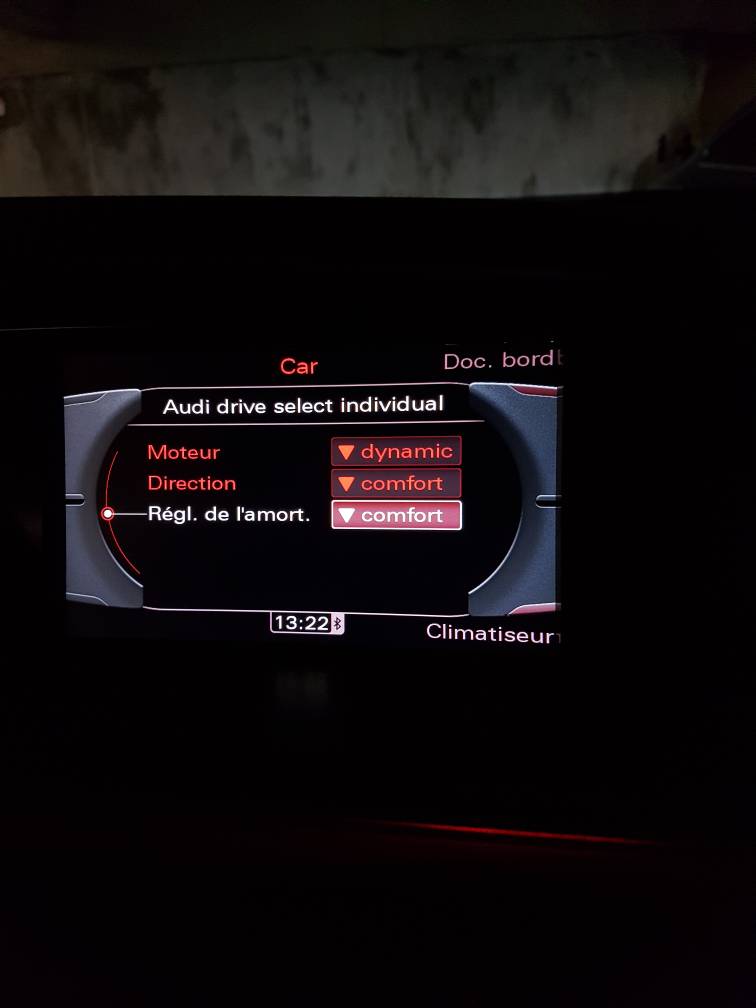 Car
Doc. bord
Audi drive select individual
Moteur ▼ dynamic
Direction ▼ comfort
Régl. de l'amort. ▼ comfort
13:22
Climatiseur